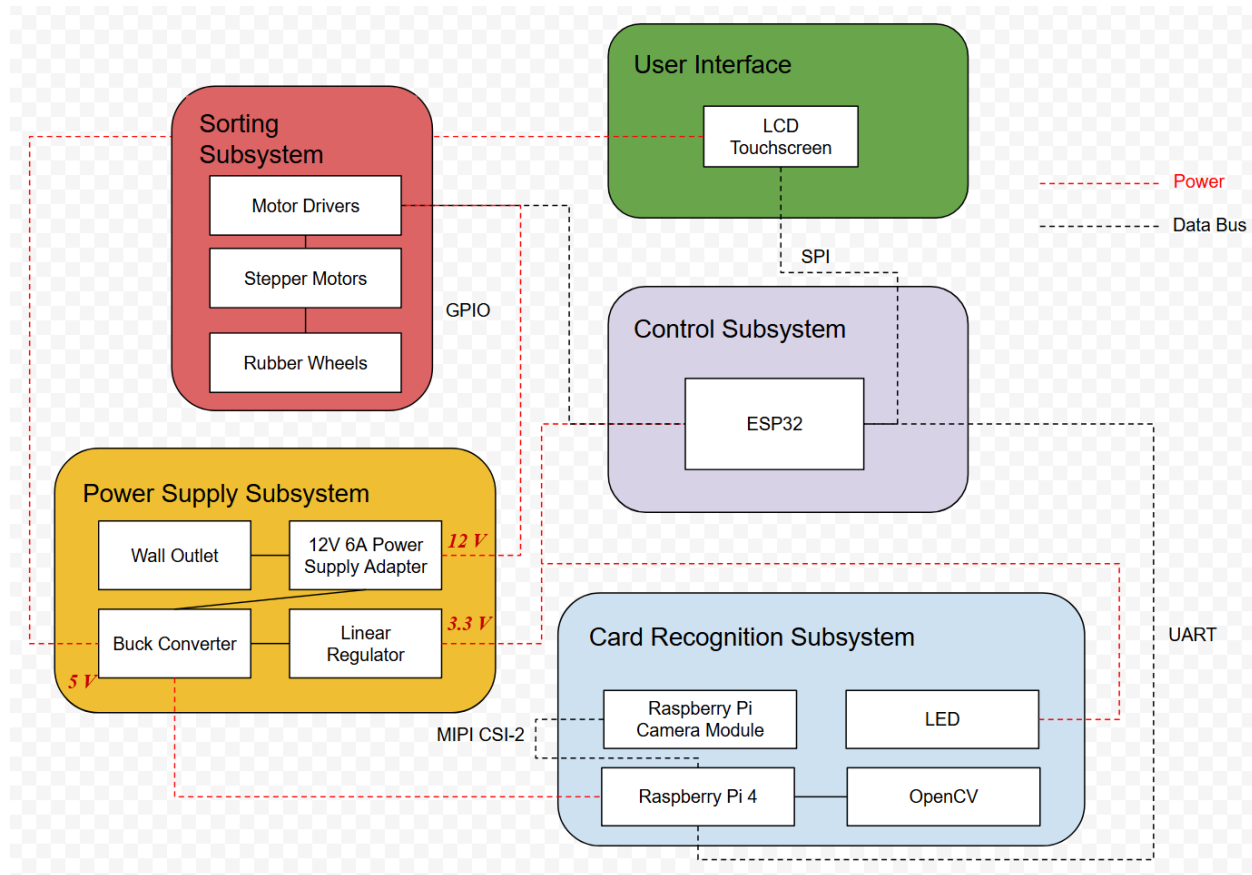 User Interface
LCD
Touchscreen
Sorting
Subsystem
Motor Drivers
Stepper Motors
Rubber Wheels
GPIO
SPI
Power
Data Bus
Control Subsystem
ESP32
Power Supply Subsystem
Wall Outlet
12V 6A Power
Supply Adapter
12 V
Buck Converter
Linear
Regulator
3.3 V
5 V
Card Recognition Subsystem
UART
Raspberry Pi
Camera Module
LED
MIPI CSI-2
Raspberry Pi 4
OpenCV